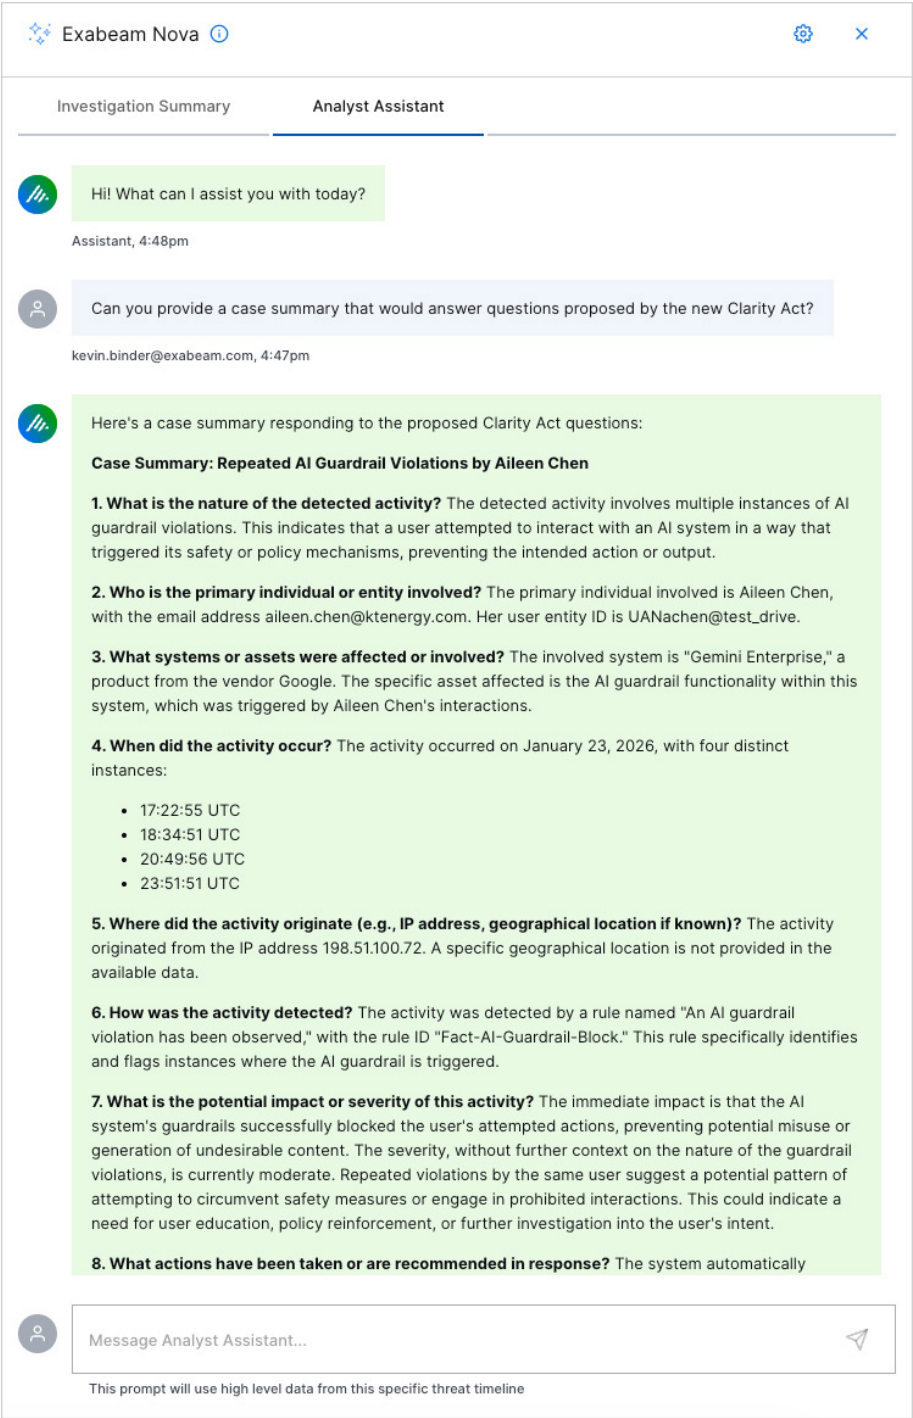 Exabeam Nova
Investigation Summary
Analyst Assistant
Hi! What can I assist you with today?
Assistant, 4:48pm
Can you provide a case summary that would answer questions proposed by the new Clarity Act?
kevin.binder@exabeam.com, 4:47pm
Here's a case summary responding to the proposed Clarity Act questions:
Case Summary: Repeated AI Guardrail Violations by Aileen Chen
1. What is the nature of the detected activity? The detected activity involves multiple instances of AI
guardrail violations. This indicates that a user attempted to interact with an AI system in a way that
triggered its safety or policy mechanisms, preventing the intended action or output.
2. Who is the primary individual or entity involved? The primary individual involved is Aileen Chen,
with the email address aileen.chen@ktenergy.com. Her user entity ID is UANachen@test_drive.
3. What systems or assets were affected or involved? The involved system is "Gemini Enterprise," a
product from the vendor Google. The specific asset affected is the AI guardrail functionality within this
system, which was triggered by Aileen Chen's interactions.
4. When did the activity occur? The activity occurred on January 23, 2026, with four distinct
instances:
• 17:22:55 UTC
• 18:34:51 UTC
• 20:49:56 UTC
• 23:51:51 UTC
5. Where did the activity originate (e.g., IP address, geographical location if known)? The activity
originated from the IP address 198.51.100.72. A specific geographical location is not provided in the
available data.
6. How was the activity detected? The activity was detected by a rule named "An AI guardrail
violation has been observed," with the rule ID "Fact-AI-Guardrail-Block." This rule specifically identifies
and flags instances where the AI guardrail is triggered.
7. What is the potential impact or severity of this activity? The immediate impact is that the AI
system's guardrails successfully blocked the user's attempted actions, preventing potential misuse or
generation of undesirable content. The severity, without further context on the nature of the guardrail
violations, is currently moderate. Repeated violations by the same user suggest a potential pattern of
attempting to circumvent safety measures or engage in prohibited interactions. This could indicate a
need for user education, policy reinforcement, or further investigation into the user's intent.
8. What actions have been taken or are recommended in response? The system automatically
Message Analyst Assistant...
This prompt will use high level data from this specific threat timeline